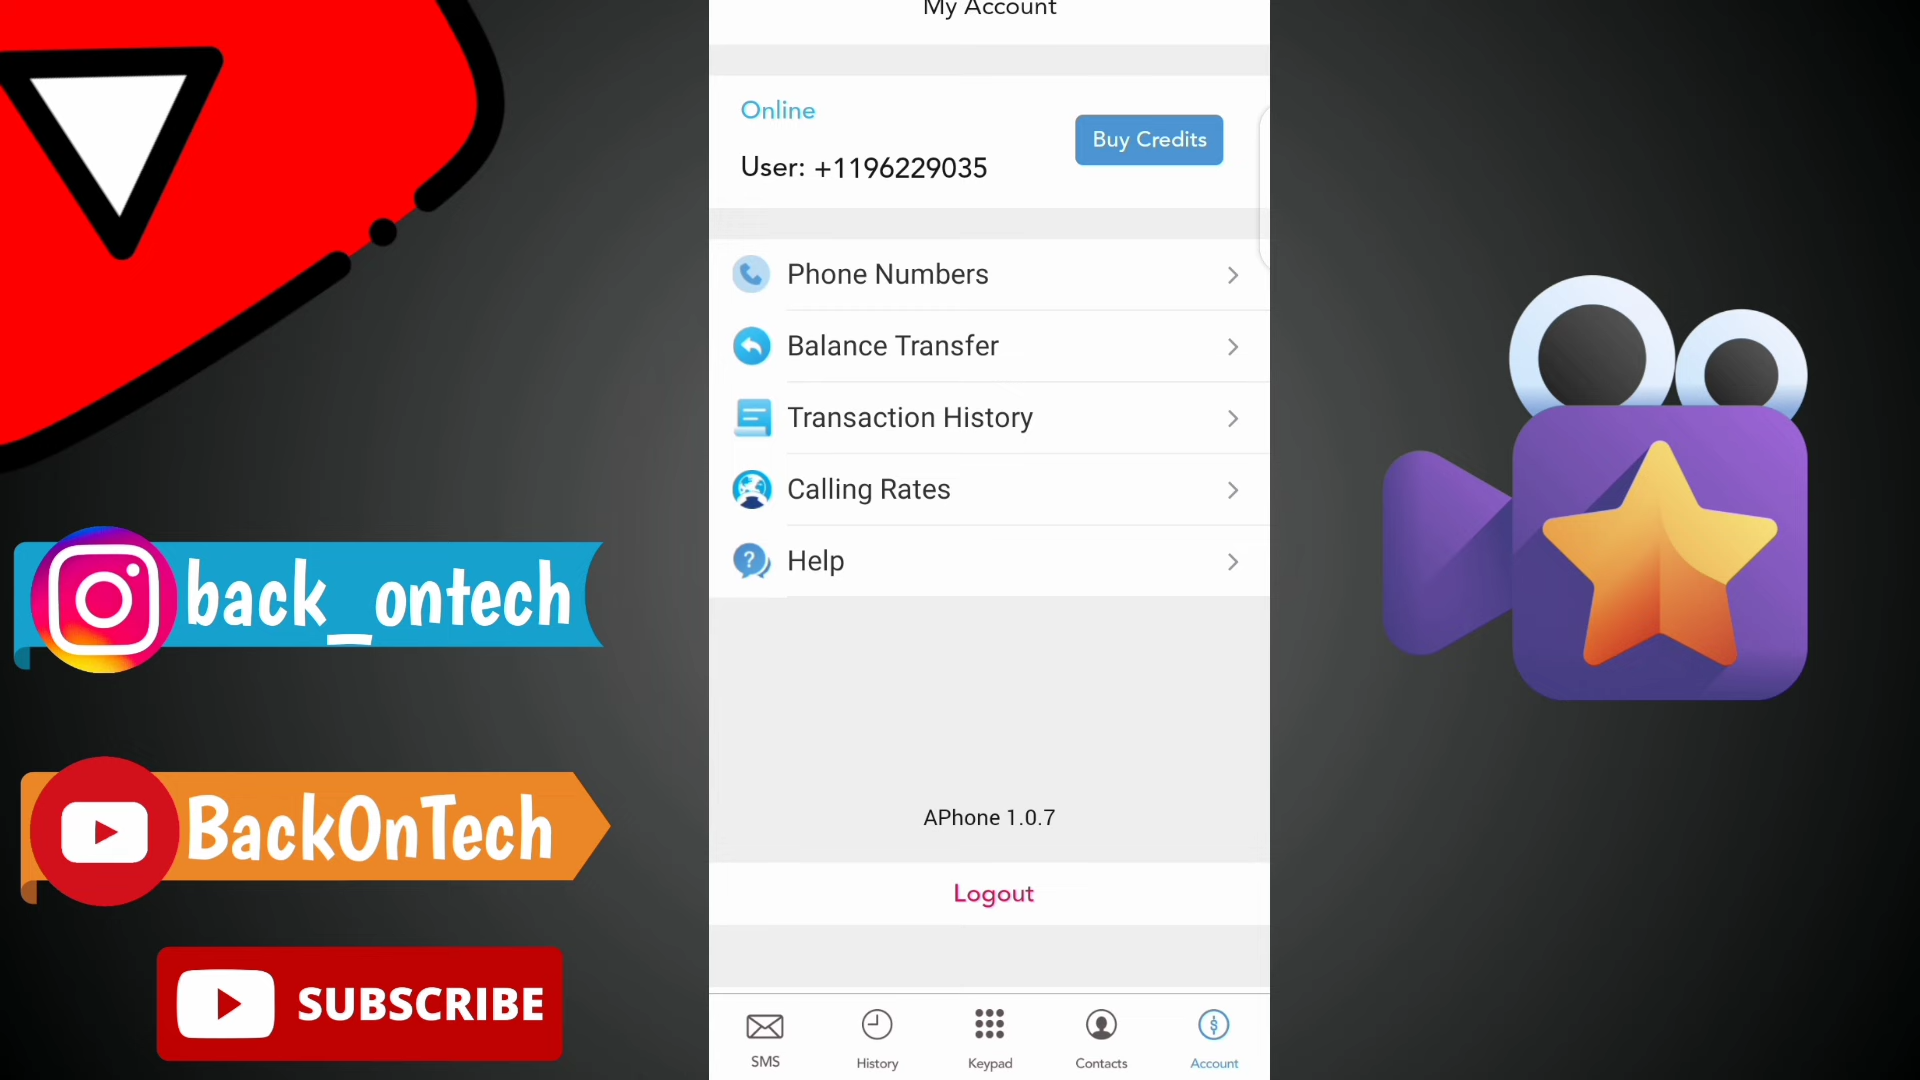 My Account
Online
Buy Credits
User: +1196229035
Phone Numbers
Balance Transfer
Transaction History
Calling Rates
Help
APhone 1.0.7
Logout
SMS
History
Keypad
Contacts
Account
back_ontech
BackOnTech
SUBSCRIBE